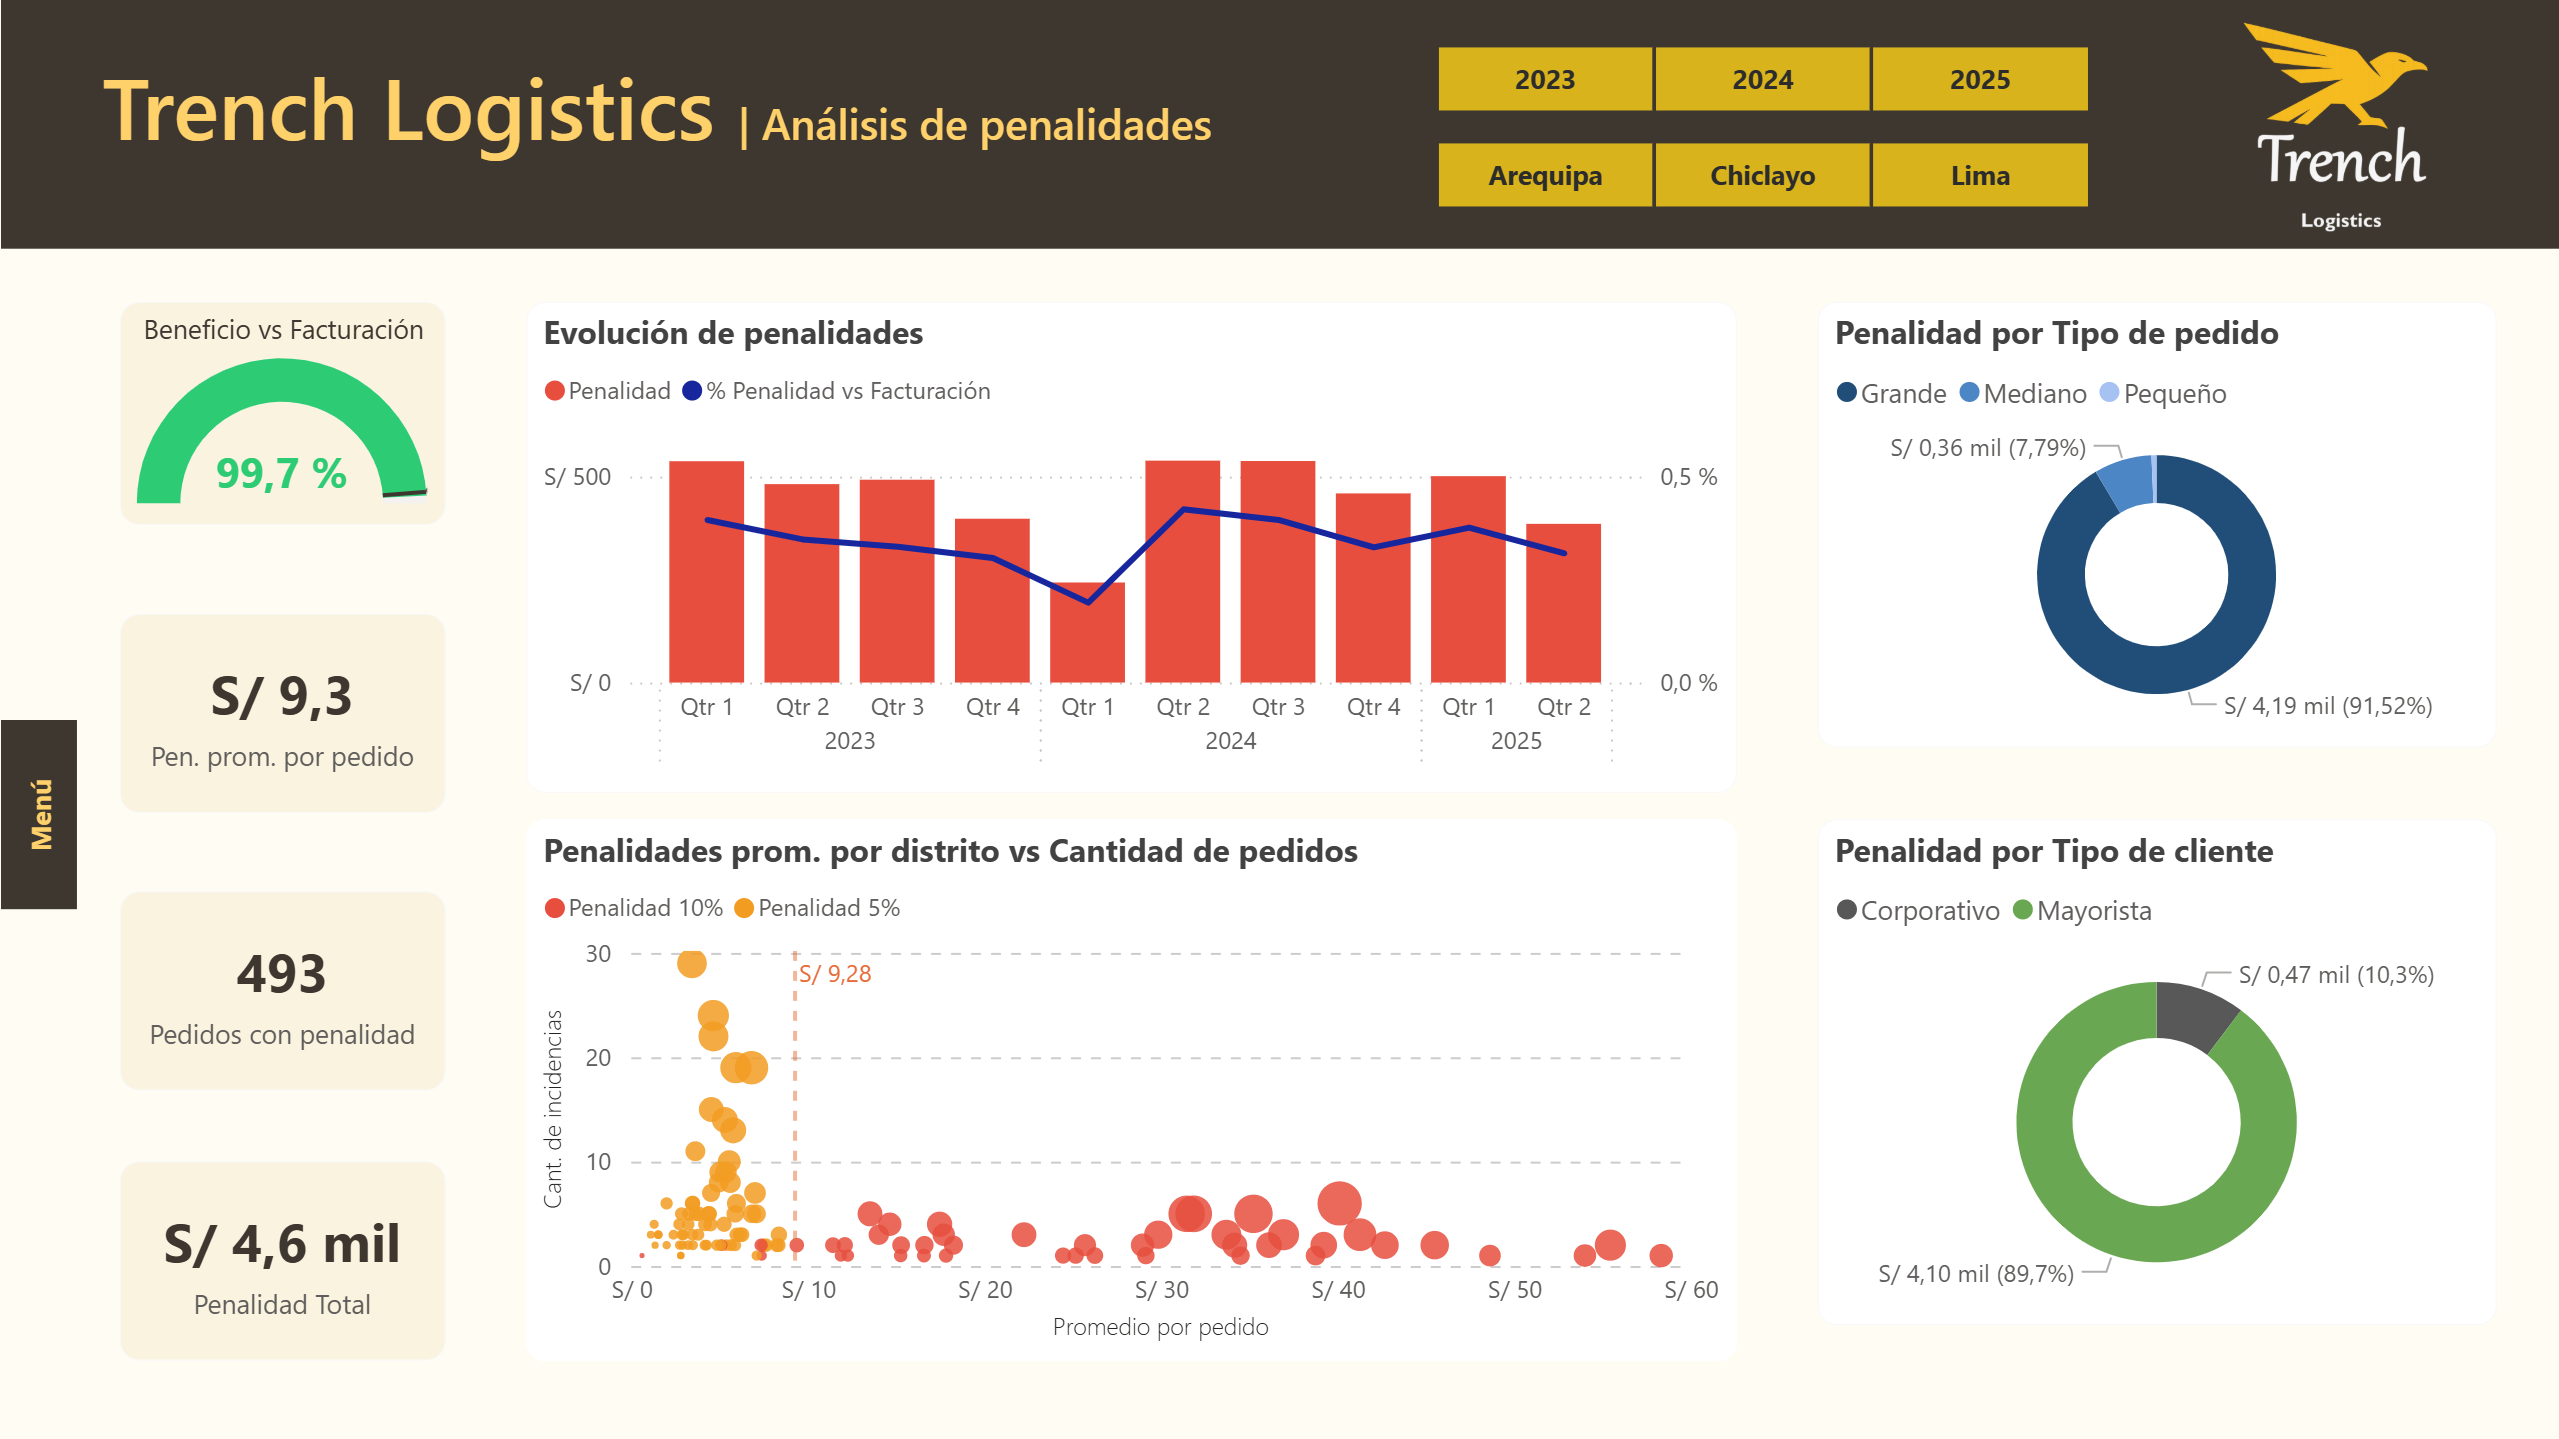 Trench Logistics | Análisis de penalidades
2023
2024
2025
Arequipa
Chiclayo
Lima
Trench
Logistics
Menú
Beneficio vs Facturación
99,7 %
S/ 9,3
Pen. prom. por pedido
493
Pedidos con penalidad
S/ 4,6 mil
Penalidad Total
Evolución de penalidades
Penalidad
% Penalidad vs Facturación
S/ 500
S/ 0
0,5 %
0,0 %
Qtr 1
Qtr 2
Qtr 3
Qtr 4
Qtr 1
Qtr 2
Qtr 3
Qtr 4
Qtr 1
Qtr 2
2023
2024
2025
Penalidades prom. por distrito vs Cantidad de pedidos
Penalidad 10%
Penalidad 5%
Cant. de incidencias
30
20
10
0
S/ 9,28
S/ 0
S/ 10
S/ 20
S/ 30
S/ 40
S/ 50
S/ 60
Promedio por pedido
Penalidad por Tipo de pedido
Grande
Mediano
Pequeño
S/ 0,36 mil (7,79%)
S/ 4,19 mil (91,52%)
Penalidad por Tipo de cliente
Corporativo
Mayorista
S/ 0,47 mil (10,3%)
S/ 4,10 mil (89,7%)